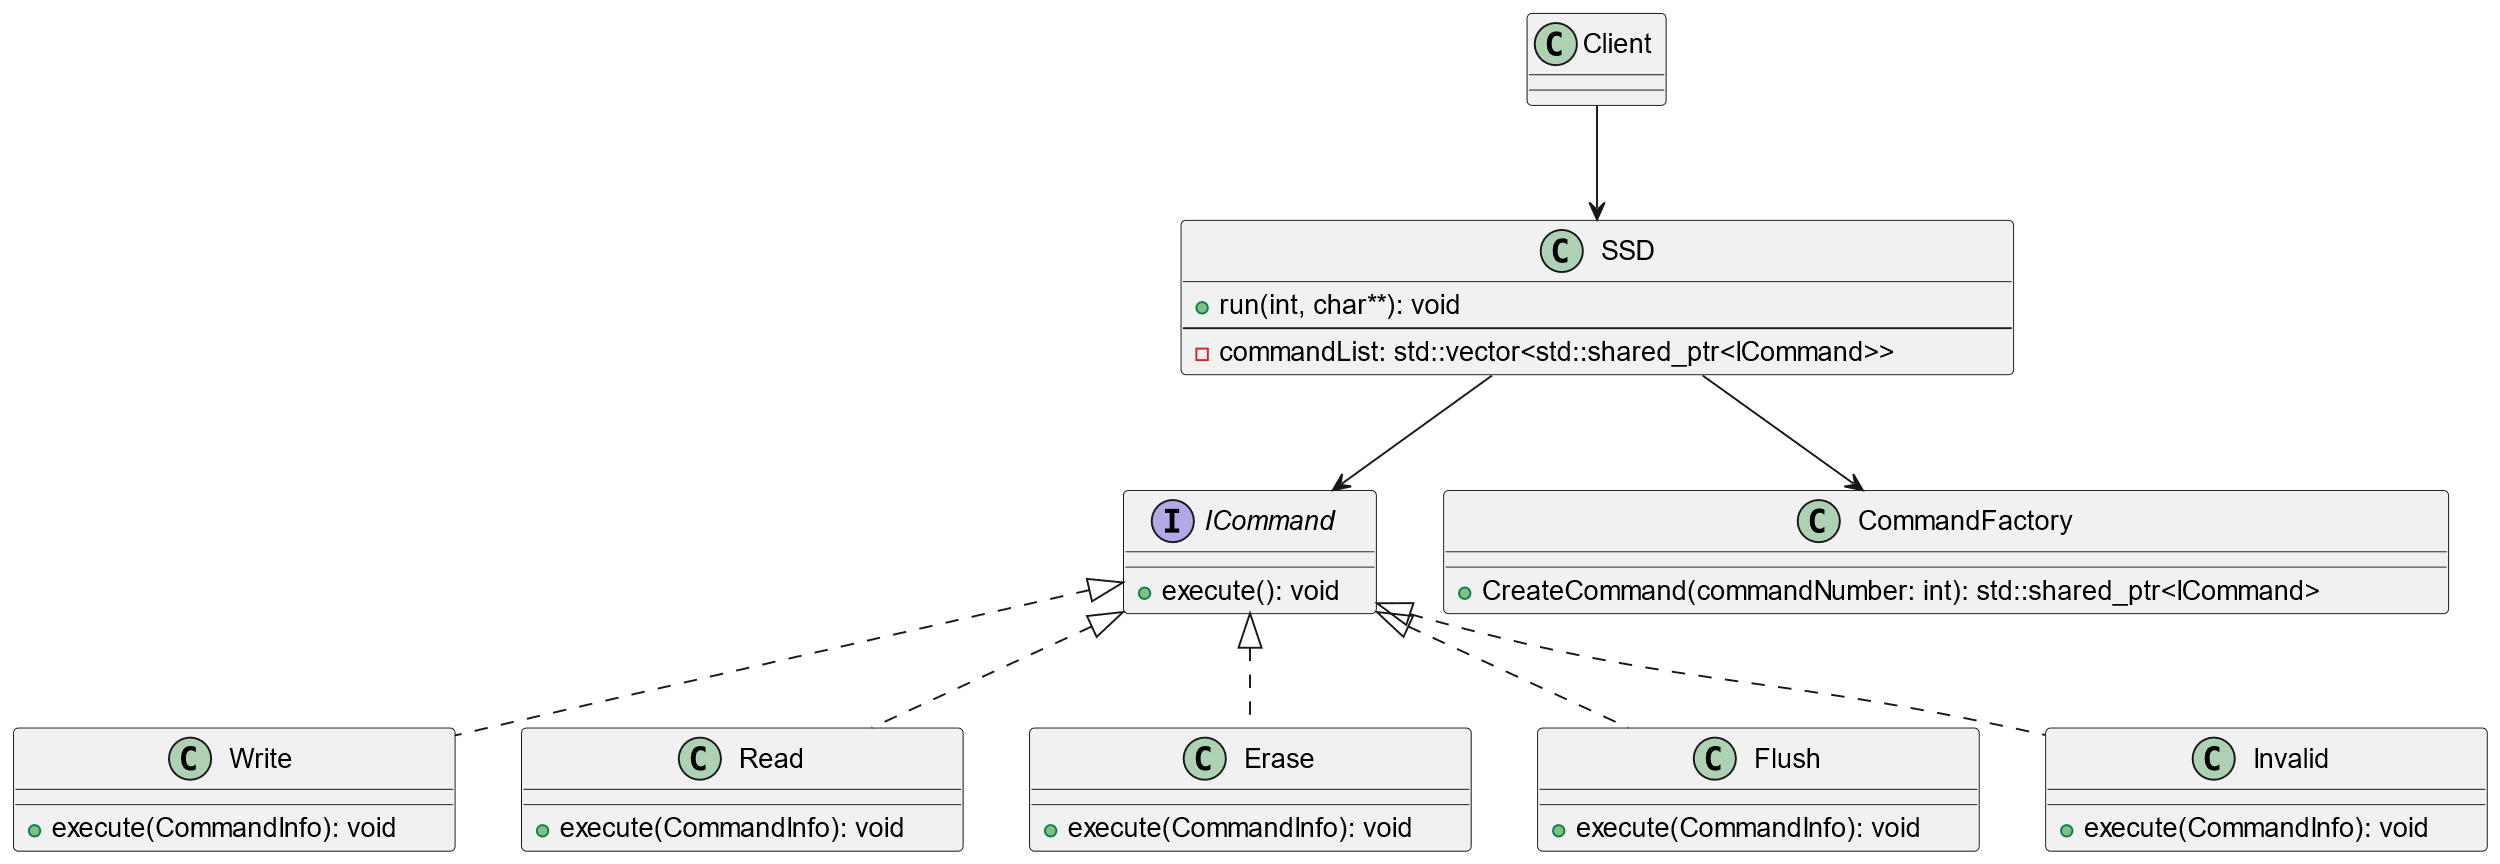 C Client
C SSD
run(int, char**): void
commandList: std::vector<std::shared_ptr<ICommand>>
I ICommand
execute(): void
C CommandFactory
CreateCommand(commandNumber: int): std::shared_ptr<ICommand>
C Write
execute(CommandInfo): void
C Read
execute(CommandInfo): void
C Erase
execute(CommandInfo): void
C Flush
execute(CommandInfo): void
C Invalid
execute(CommandInfo): void